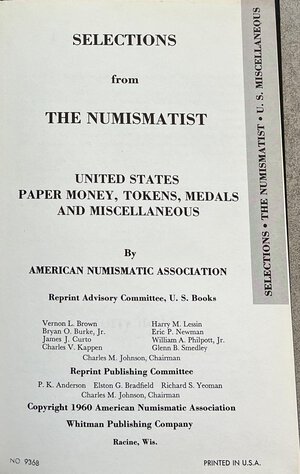 SELECTIONS
from
THE NUMISMATIST
UNITED STATES
PAPER MONEY, TOKENS, MEDALS
AND MISCELLANEOUS
By
AMERICAN NUMISMATIC ASSOCIATION
Reprint Advisory Committee, U. S. Books
Vernon L. Brown
Bryan O. Burke, Jr.
James J. Curto
Charles V. Kappen
Harry M. Lessin
Eric P. Newman
William A. Philpott, Jr.
Glenn B. Smedley
Charles M. Johnson, Chairman
Reprint Publishing Committee
P. K. Anderson Elston G. Bradfield Richard S. Yeoman
Charles M. Johnson, Chairman
Copyright 1960 American Numismatic Association
Whitman Publishing Company
Racine, Wis.
NO 9368
PRINTED IN U.S.A.
SELECTIONS • THE NUMISMATIST • U. S. MISCELLANEOUS